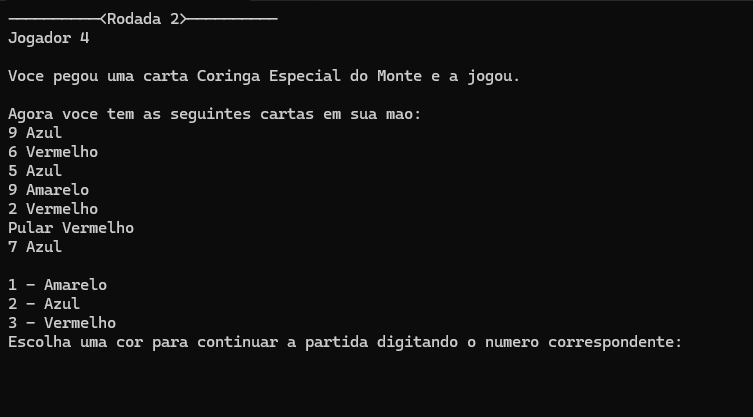 ──────────<Rodada 2>──────────
Jogador 4
Voce pegou uma carta Coringa Especial do Monte e a jogou.
Agora voce tem as seguintes cartas em sua mao:
9 Azul
6 Vermelho
5 Azul
9 Amarelo
2 Vermelho
Pular Vermelho
7 Azul
1 - Amarelo
2 - Azul
3 - Vermelho
Escolha uma cor para continuar a partida digitando o numero correspondente: